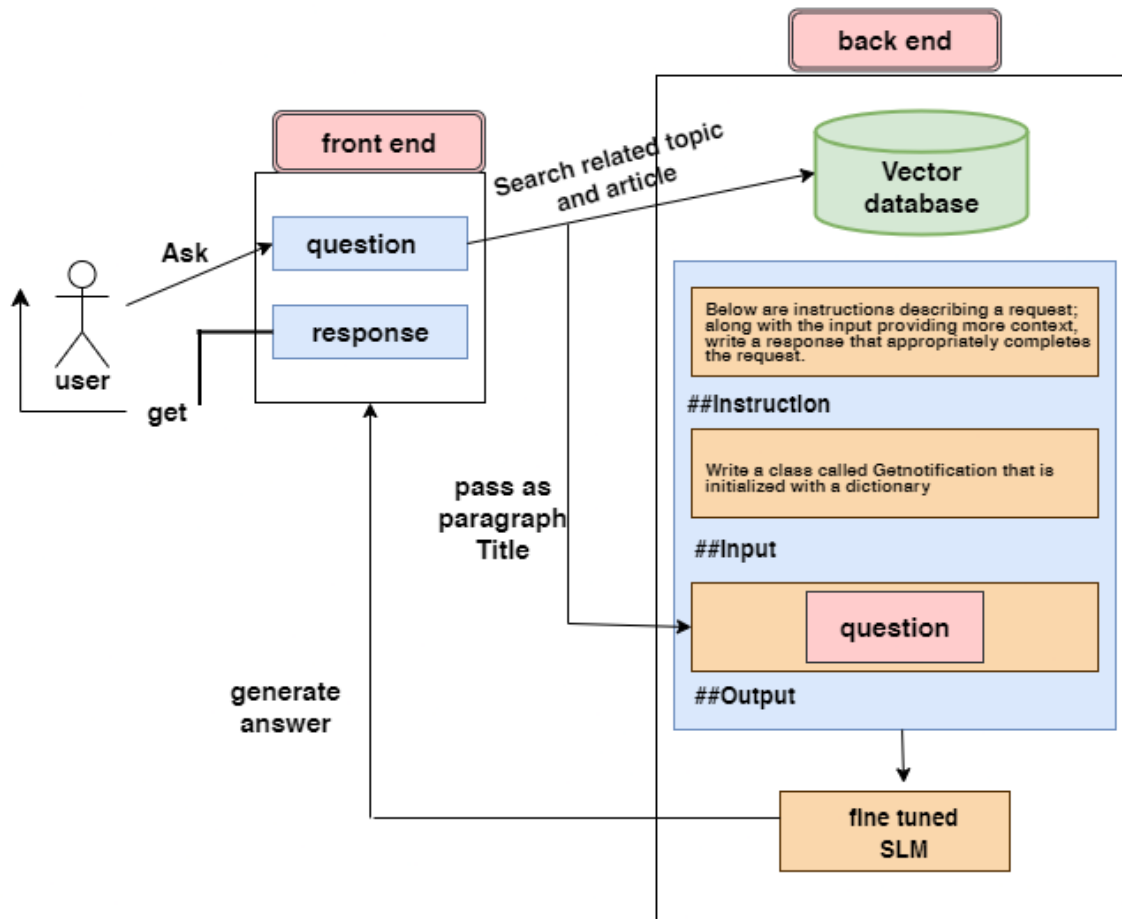 back end
front end
Search related topic
and article
Vector
database
question
Ask
response
user
get
Below are instructions describing a request;
along with the input providing more context,
write a response that appropriately completes
the request.
##Instruction
Write a class called Getnotification that is
initialized with a dictionary
pass as
paragraph
Title
##Input
question
##Output
generate
answer
fine tuned
SLM